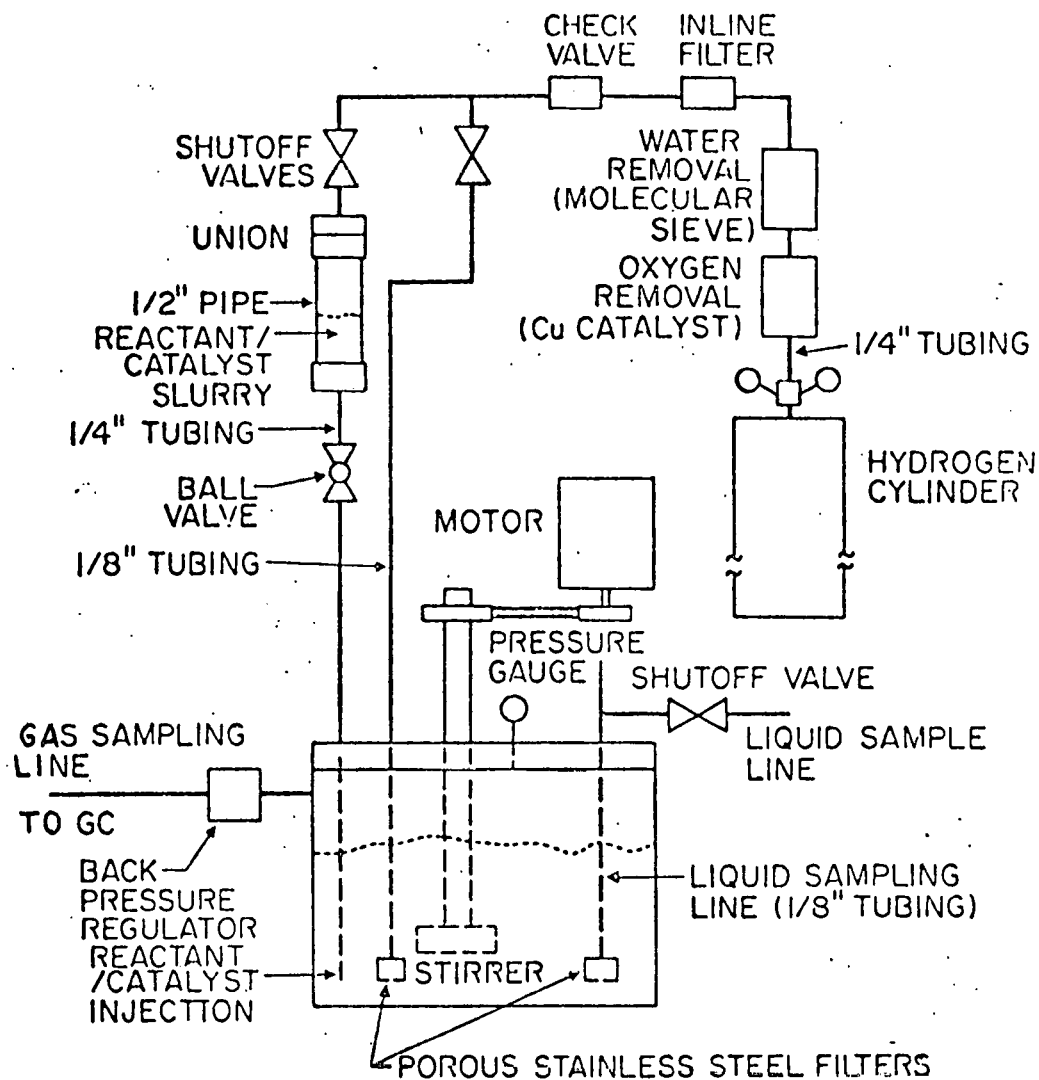 CHECK
VALVE
INLINE
FILTER
SHUTOFF
VALVES
WATER
REMOVAL
(MOLECULAR
SIEVE)
UNION
OXYGEN
REMOVAL
(Cu CATALYST)
1/2" PIPE
REACTANT/
CATALYST
SLURRY
1/4" TUBING
1/4" TUBING
BALL
VALVE
HYDROGEN
CYLINDER
MOTOR
1/8" TUBING
PRESSURE
GAUGE
SHUTOFF VALVE
LIQUID SAMPLE
LINE
GAS SAMPLING
LINE
TO GC
BACK
PRESSURE
REGULATOR
LIQUID SAMPLING
LINE (1/8" TUBING)
REACTANT
/CATALYST
INJECTION
STIRRER
POROUS STAINLESS STEEL FILTERS